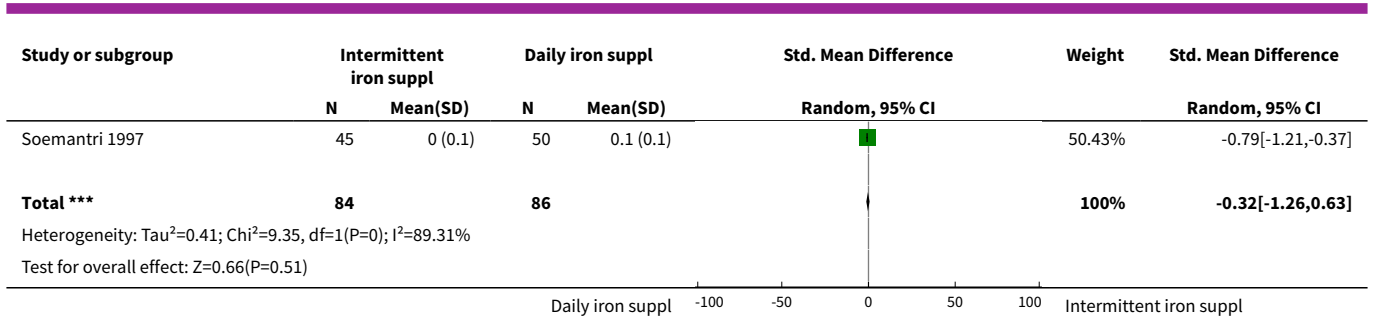 Study or subgroup Intermittent iron suppl Daily iron suppl Std. Mean Difference Weight Std. Mean Difference
N Mean(SD) N Mean(SD) Random, 95% CI Random, 95% CI
Soemantri 1997 45 0 (0.1) 50 0.1 (0.1) 50.43% -0.79[-1.21,-0.37]
Total *** 84 86 100% -0.32[-1.26,0.63]
Heterogeneity: Tau²=0.41; Chi²=9.35, df=1(P=0); I²=89.31%
Test for overall effect: Z=0.66(P=0.51)
Daily iron suppl -100 -50 0 50 100 Intermittent iron suppl